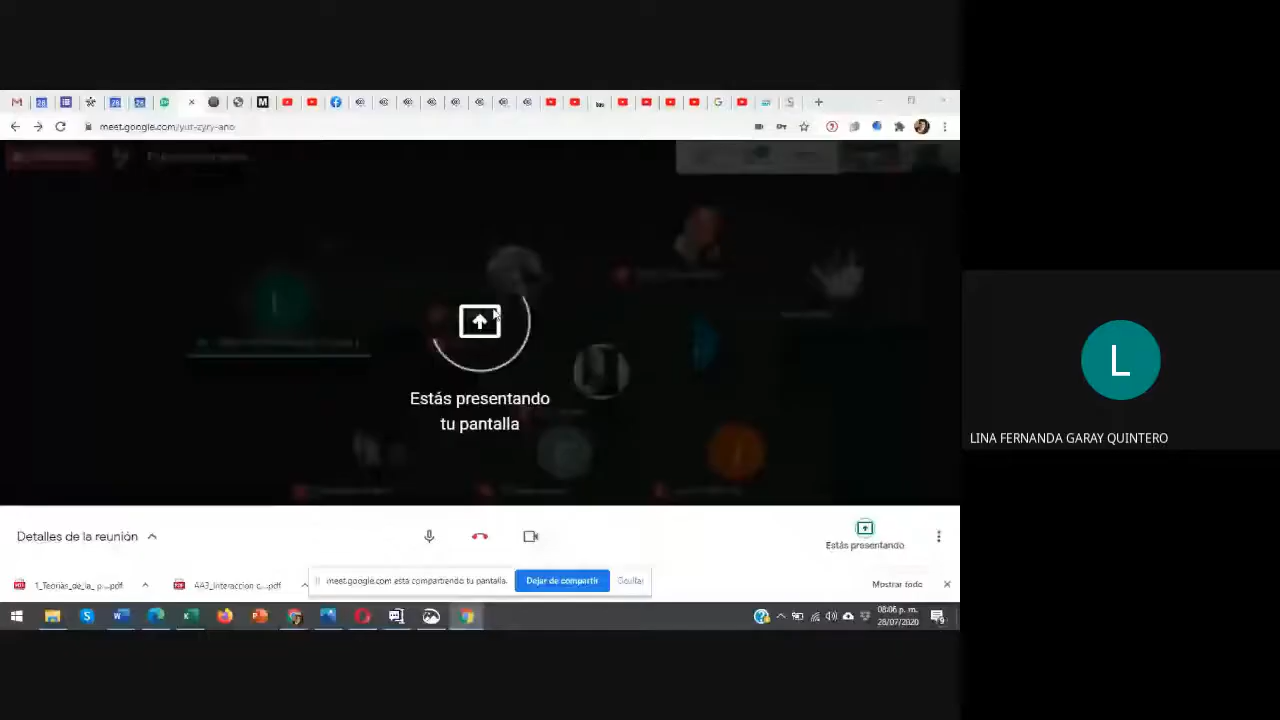 meet.google.com/yur-zyry-ano
Estás presentando
tu pantalla
L
LINA FERNANDA GARAY QUINTERO
Detalles de la reunión
Estás presentando
1_Teorias_de_la_p....pdf
AA3_Interaccion c....pdf
meet.google.com está compartiendo tu pantalla.
Dejar de compartir
Ocultar
Mostrar todo
08:06 p. m.
28/07/2020